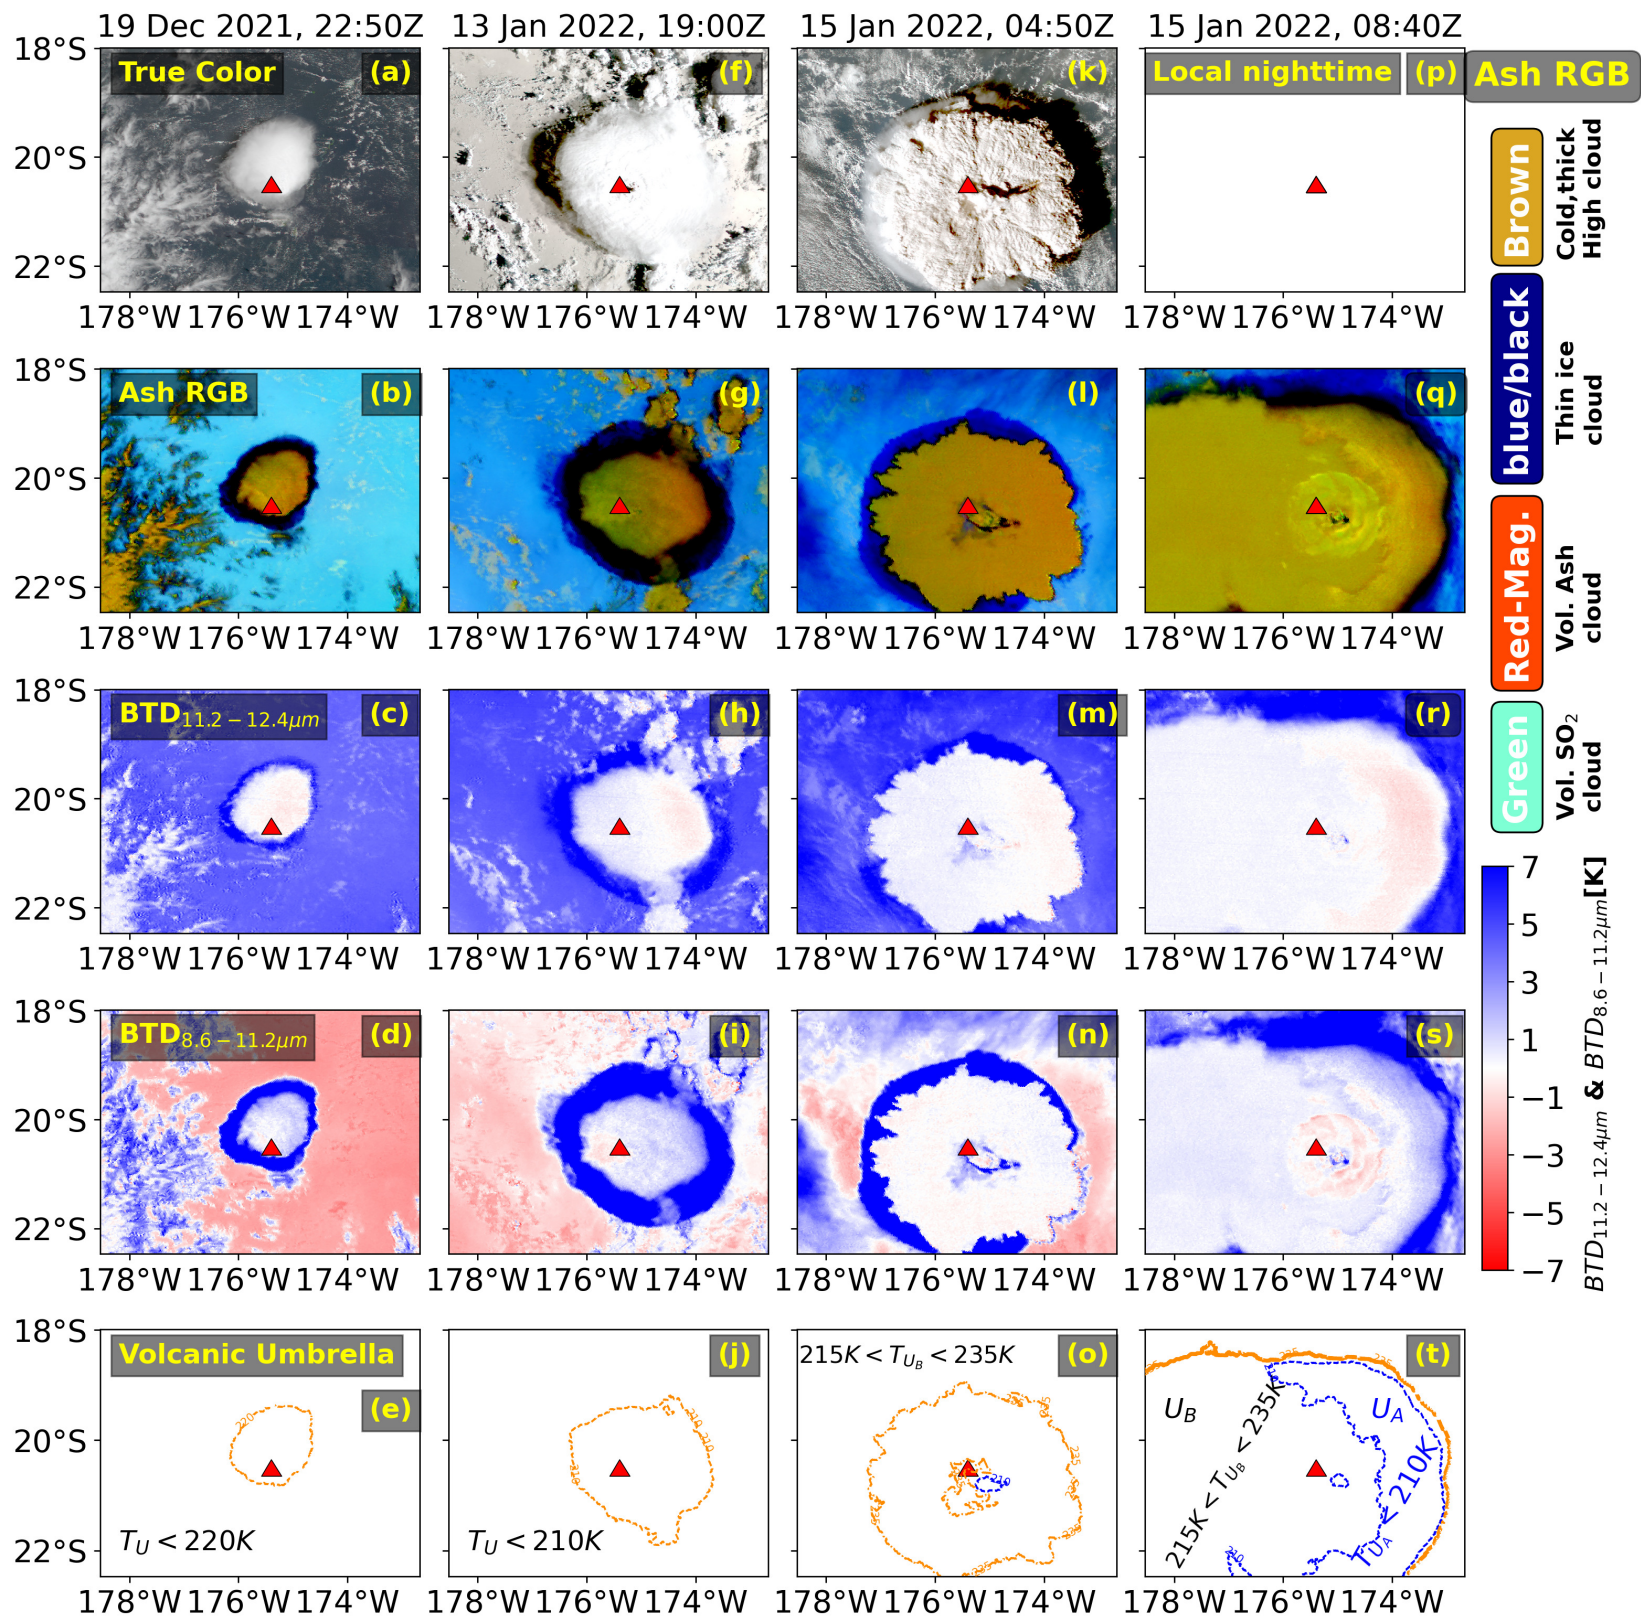 19 Dec 2021, 22:50Z
13 Jan 2022, 19:00Z
15 Jan 2022, 04:50Z
15 Jan 2022, 08:40Z
18°S
20°S
22°S
True Color
(a)
(f)
(k)
Local nighttime
(p)
178°W 176°W 174°W
178°W 176°W 174°W
178°W 176°W 174°W
178°W 176°W 174°W
18°S
20°S
22°S
Ash RGB
(b)
(g)
(l)
(q)
178°W 176°W 174°W
178°W 176°W 174°W
178°W 176°W 174°W
178°W 176°W 174°W
18°S
20°S
22°S
BTD11.2 − 12.4μm
(c)
(h)
(m)
(r)
178°W 176°W 174°W
178°W 176°W 174°W
178°W 176°W 174°W
178°W 176°W 174°W
18°S
20°S
22°S
BTD8.6 − 11.2μm
(d)
(i)
(n)
(s)
178°W 176°W 174°W
178°W 176°W 174°W
178°W 176°W 174°W
178°W 176°W 174°W
18°S
20°S
22°S
Volcanic Umbrella
(e)
220
TU < 220K
(j)
210
210
210
TU < 210K
215K < TUB < 235K
(o)
210
235
(t)
UB
UA
215K < TUB < 235K
TUA < 210K
210
178°W 176°W 174°W
178°W 176°W 174°W
178°W 176°W 174°W
178°W 176°W 174°W
Ash RGB
Brown
Cold,thick
High cloud
blue/black
Thin ice
cloud
Red-Mag.
Vol. Ash
cloud
Green
Vol. SO2
cloud
7
5
3
1
−1
−3
−5
−7
BTD11.2 − 12.4μm & BTD8.6 − 11.2μm[K]